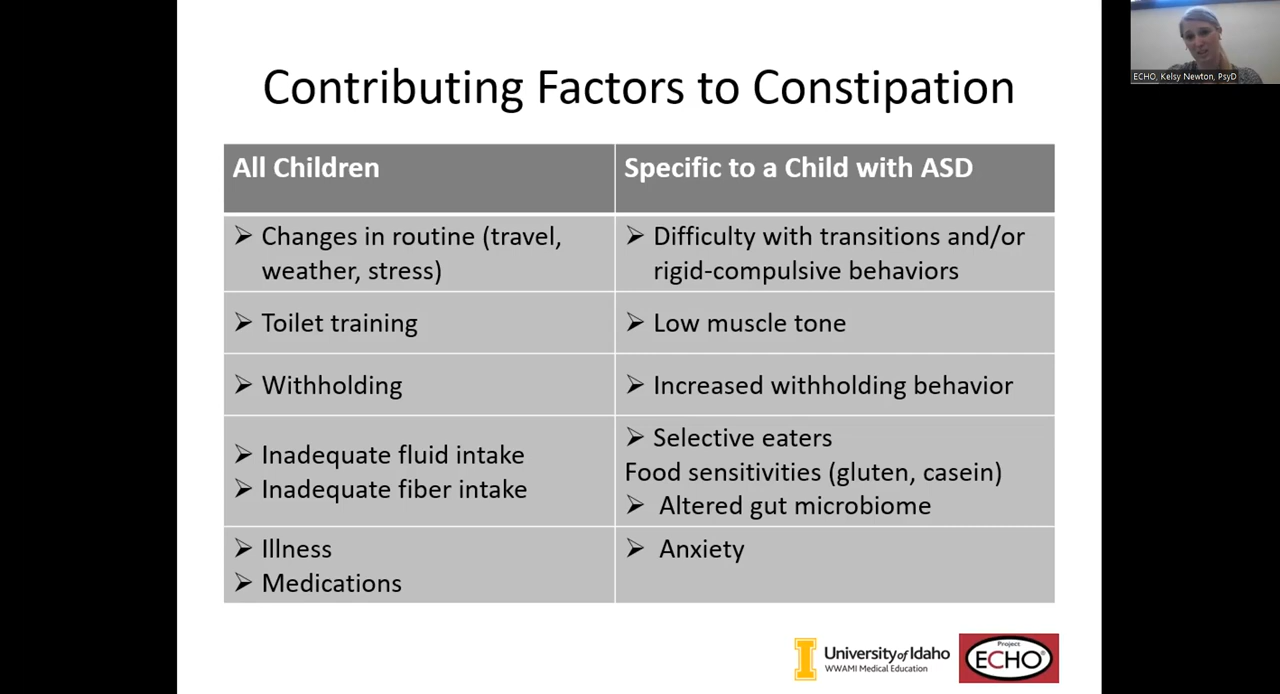 ECHO, Kelsy Newton, PsyD
Contributing Factors to Constipation
All Children
Specific to a Child with ASD
➢ Changes in routine (travel,
weather, stress)
➢ Difficulty with transitions and/or
rigid-compulsive behaviors
➢ Toilet training
➢ Low muscle tone
➢ Withholding
➢ Increased withholding behavior
➢ Inadequate fluid intake
➢ Inadequate fiber intake
➢ Selective eaters
Food sensitivities (gluten, casein)
➢ Altered gut microbiome
➢ Illness
➢ Medications
➢ Anxiety
I
University of Idaho
WWAMI Medical Education
Project
ECHO®